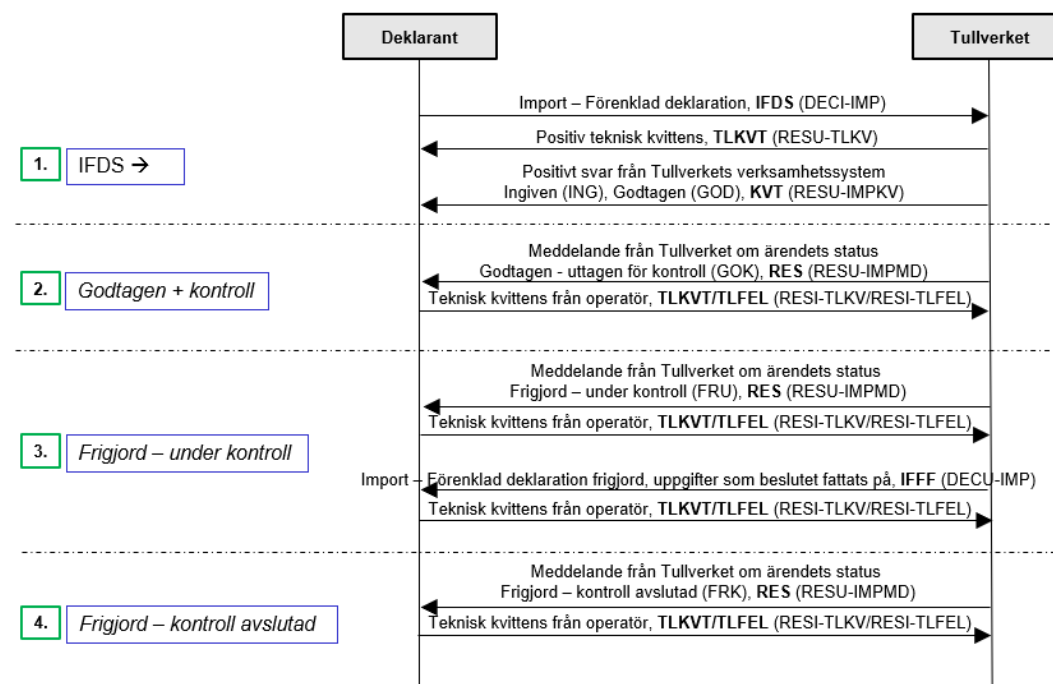 Deklarant
Tullverket
Import – Förenklad deklaration, IFDS (DECI-IMP)
Positiv teknisk kvittens, TLKVT (RESU-TLKV)
1.
IFDS →
Positivt svar från Tullverkets verksamhetssystem
Ingiven (ING), Godtagen (GOD), KVT (RESU-IMPKV)
Meddelande från Tullverket om ärendets status
Godtagen - uttagen för kontroll (GOK), RES (RESU-IMPMD)
2.
Godtagen + kontroll
Teknisk kvittens från operatör, TLKVT/TLFEL (RESI-TLKV/RESI-TLFEL)
Meddelande från Tullverket om ärendets status
Frigjord – under kontroll (FRU), RES (RESU-IMPMD)
Teknisk kvittens från operatör, TLKVT/TLFEL (RESI-TLKV/RESI-TLFEL)
3.
Frigjord – under kontroll
Import – Förenklad deklaration frigjord, uppgifter som beslutet fattats på, IFFF (DECU-IMP)
Teknisk kvittens från operatör, TLKVT/TLFEL (RESI-TLKV/RESI-TLFEL)
Meddelande från Tullverket om ärendets status
Frigjord – kontroll avslutad (FRK), RES (RESU-IMPMD)
4.
Frigjord – kontroll avslutad
Teknisk kvittens från operatör, TLKVT/TLFEL (RESI-TLKV/RESI-TLFEL)